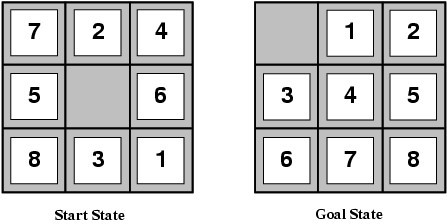 7 2 4
5 6
8 3 1
Start State
1 2
3 4 5
6 7 8
Goal State